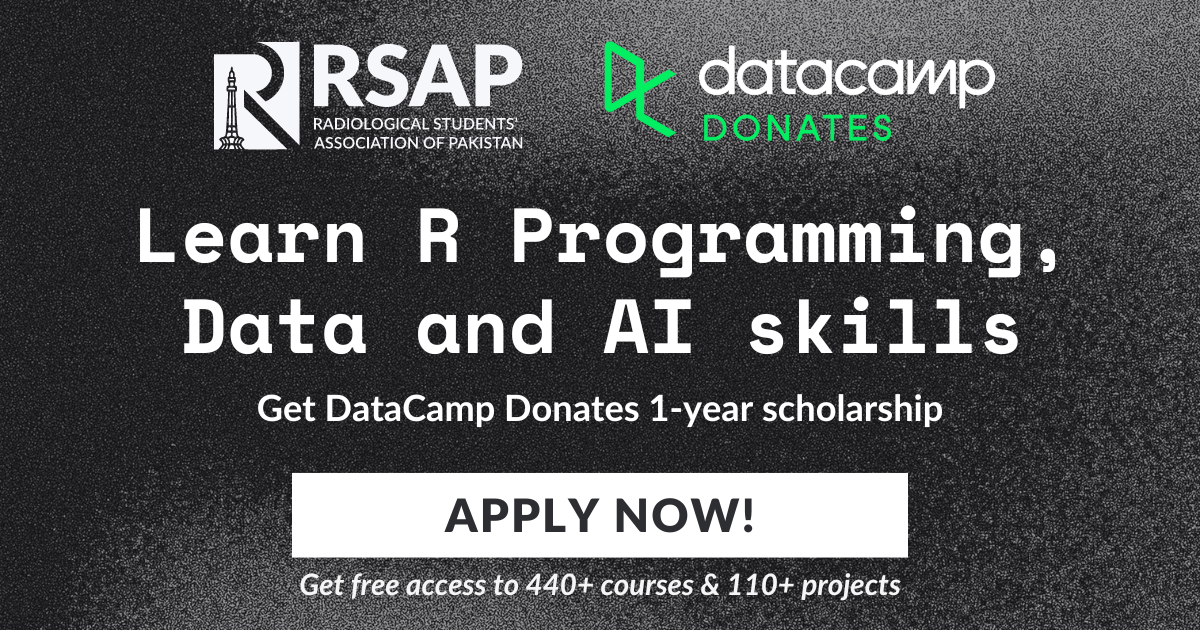 RSAP
RADIOLOGICAL STUDENTS'
ASSOCIATION OF PAKISTAN
datacamp
DONATES
Learn R Programming,
Data and AI skills
Get DataCamp Donates 1-year scholarship
APPLY NOW!
Get free access to 440+ courses & 110+ projects